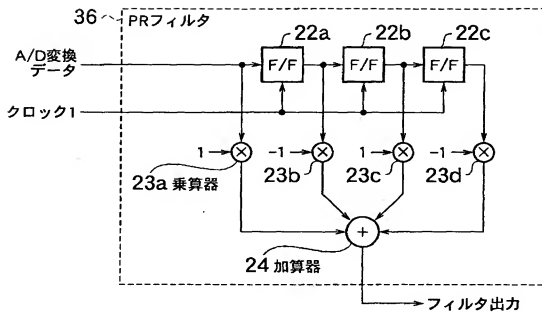 36 PRフィルタ
22a 22b 22c
A/D変換
データ
F/F F/F F/F
クロック1
1 × -1 × 1 × -1 ×
23a 乗算器 23b 23c 23d
+
24 加算器
フィルタ出力